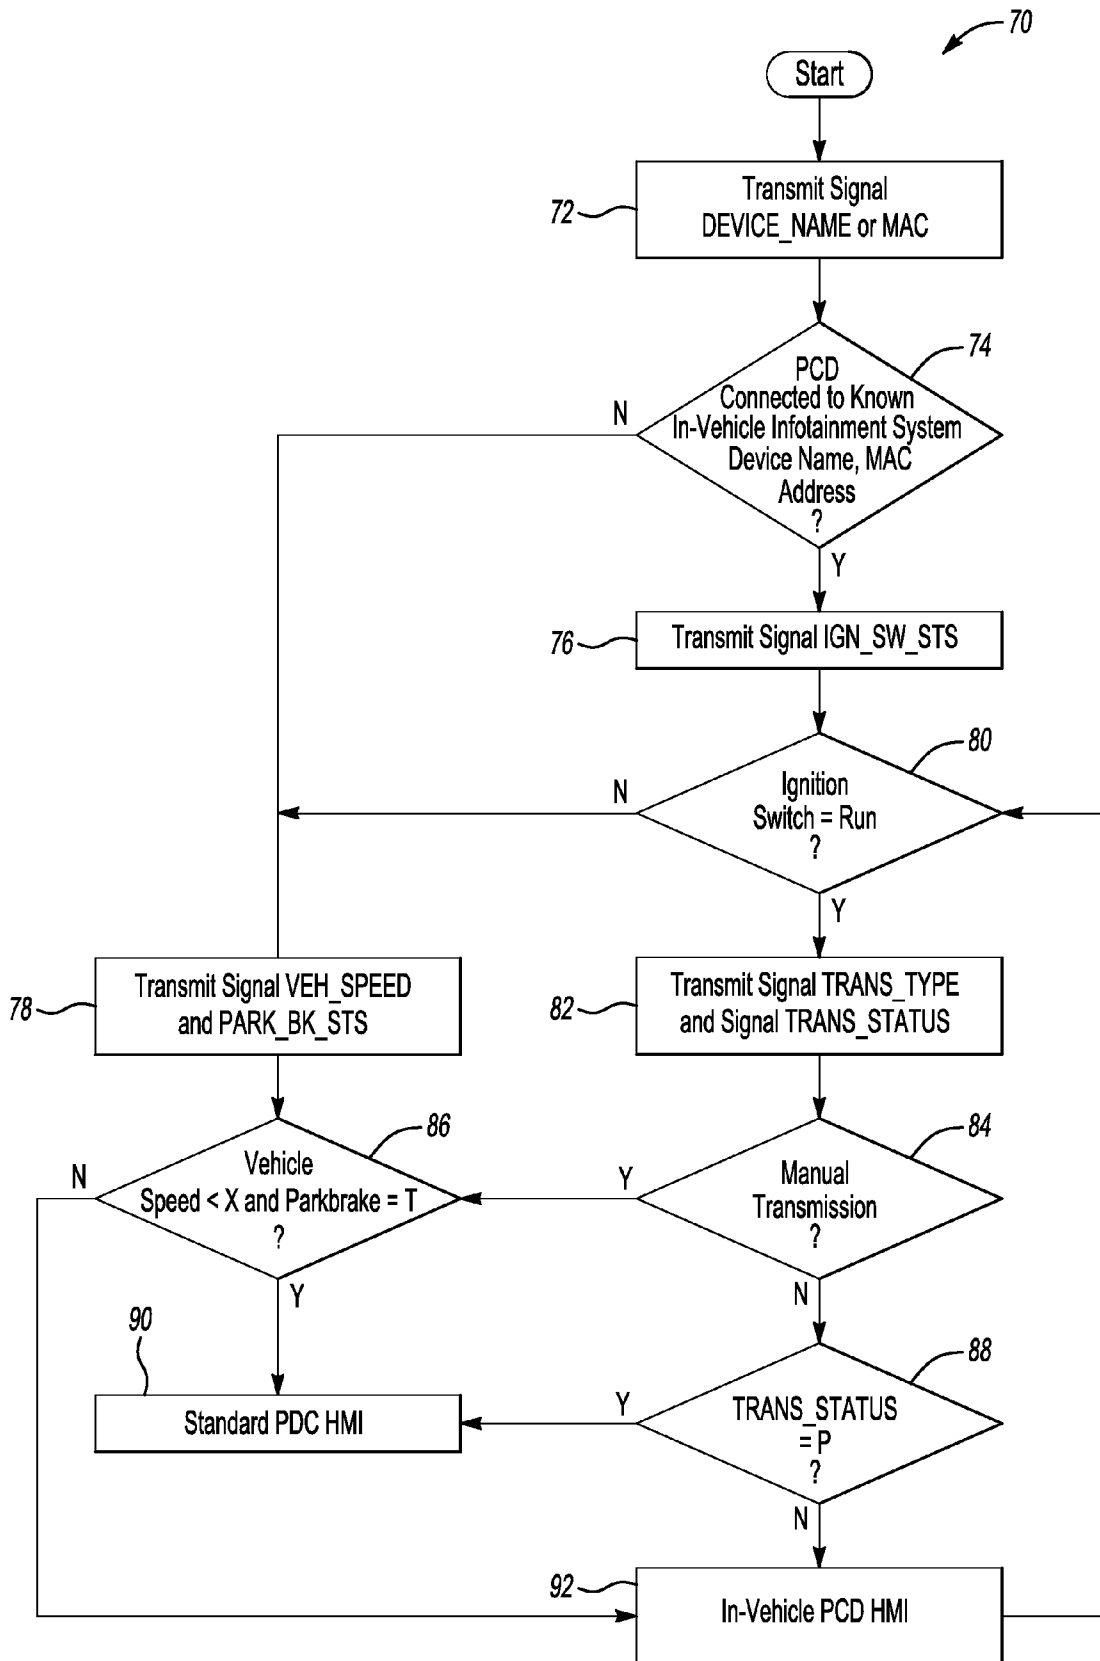 70
Start
72
Transmit Signal
DEVICE_NAME or MAC
74
PCD
Connected to Known
In-Vehicle Infotainment System
Device Name, MAC
Address
?
N
Y
76
Transmit Signal IGN_SW_STS
80
Ignition
Switch = Run
?
N
Y
78
Transmit Signal VEH_SPEED
and PARK_BK_STS
82
Transmit Signal TRANS_TYPE
and Signal TRANS_STATUS
86
Vehicle
Speed < X and Parkbrake = T
?
N
Y
84
Manual
Transmission
?
Y
N
90
Standard PDC HMI
88
TRANS_STATUS
= P
?
Y
N
92
In-Vehicle PCD HMI